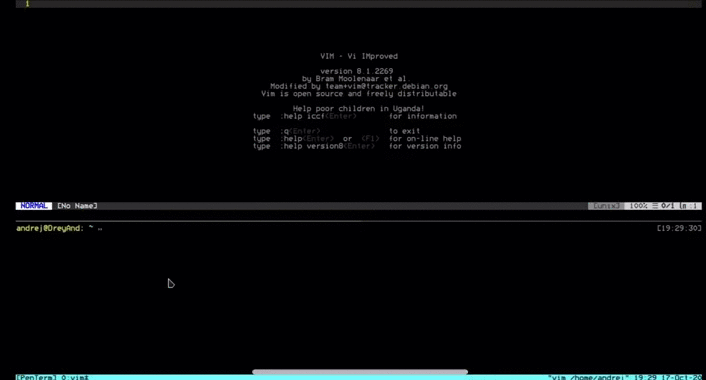 1
VIM - Vi IMproved
version 8.1.2269
by Bram Moolenaar et al.
Modified by team+vim@tracker.debian.org
Vim is open source and freely distributable
Help poor children in Uganda!
type :help iccf<Enter> for information
type :q<Enter> to exit
type :help<Enter> or <F1> for on-line help
type :help version8<Enter> for version info
NORMAL [No Name] [unix] 100% ☰ 0/1 :1
andrej@DreyAnd: ~ [19:29:30]
[PenTerm] 0:vim* "vim /home/andrej" 19:29 17-Oct-20